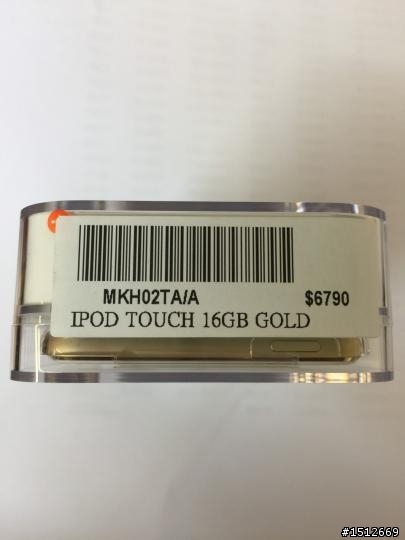 MKH02TA/A $6790
IPOD TOUCH 16GB GOLD
#1512669